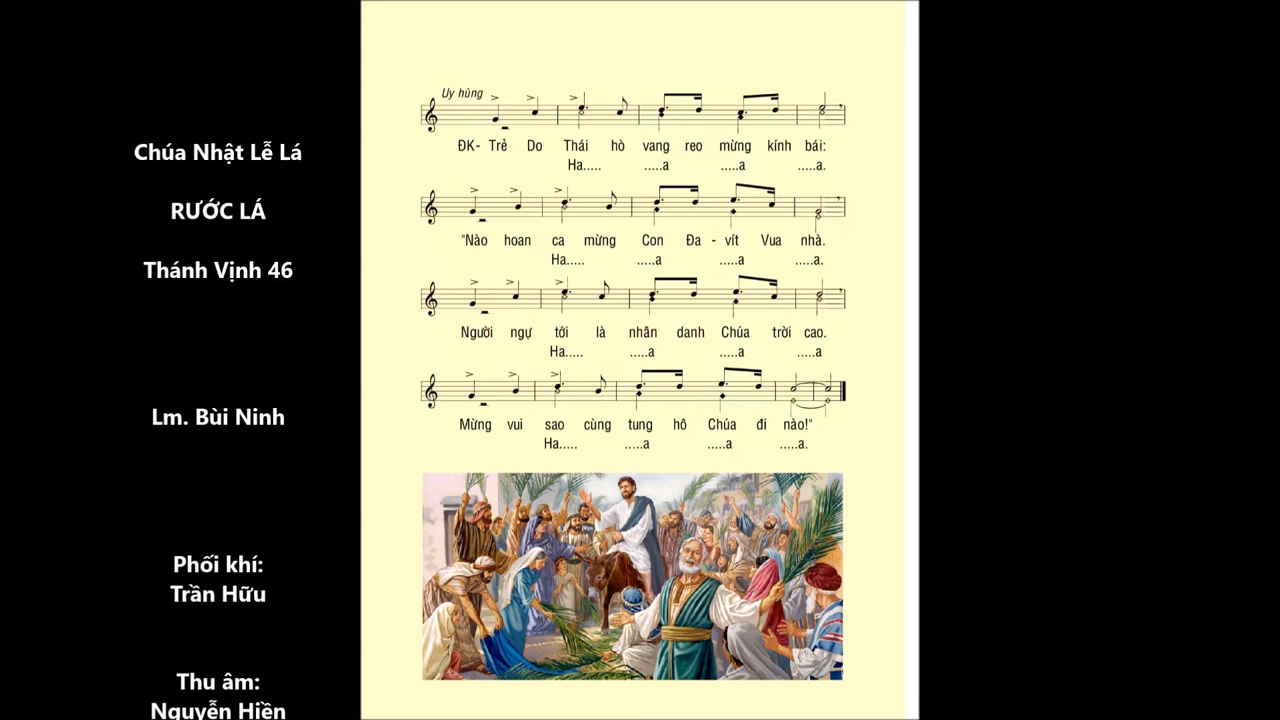 Chúa Nhật Lễ Lá
RƯỚC LÁ
Thánh Vịnh 46
Lm. Bùi Ninh
Phối khí:
Trần Hữu
Thu âm:
Nguyễn Hiền
Uy hùng
ĐK- Trẻ Do Thái hò vang reo mừng kính bái:
Ha..... .....a .....a .....a.
"Nào hoan ca mừng Con Đa - vít Vua nhà.
Ha..... .....a .....a .....a.
Người ngự tới là nhân danh Chúa trời cao.
Ha..... .....a .....a .....a
Mừng vui sao cùng tung hô Chúa đi nào!"
Ha..... .....a .....a .....a.